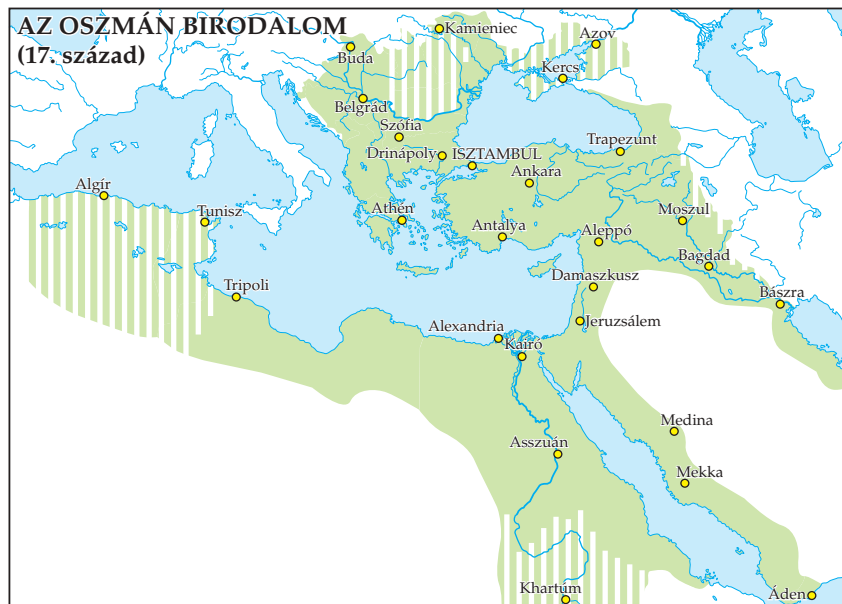 AZ OSZMÁN BIRODALOM
(17. század)
Kamieniec
Azov
Buda
Kercs
Belgrád
Szófia
Trapezunt
Drinápoly
ISZTAMBUL
Ankara
Algír
Tunisz
Athén
Moszul
Antalya
Aleppó
Bagdad
Damaszkusz
Tripoli
Bászra
Alexandria
Jeruzsálem
Kairó
Medina
Asszuán
Mekka
Khartúm
Áden